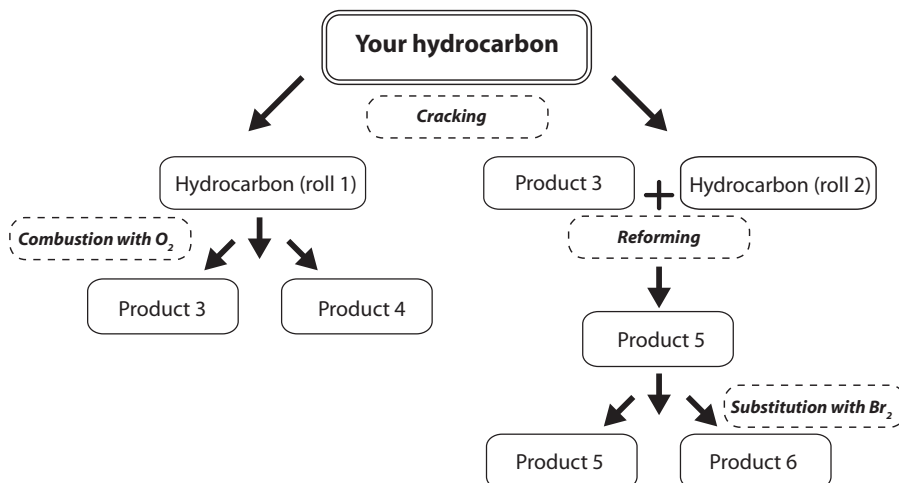 Your hydrocarbon
Cracking
Hydrocarbon (roll 1)
Product 3
Hydrocarbon (roll 2)
Combustion with O₂
Reforming
Product 3
Product 4
Product 5
Substitution with Br₂
Product 5
Product 6